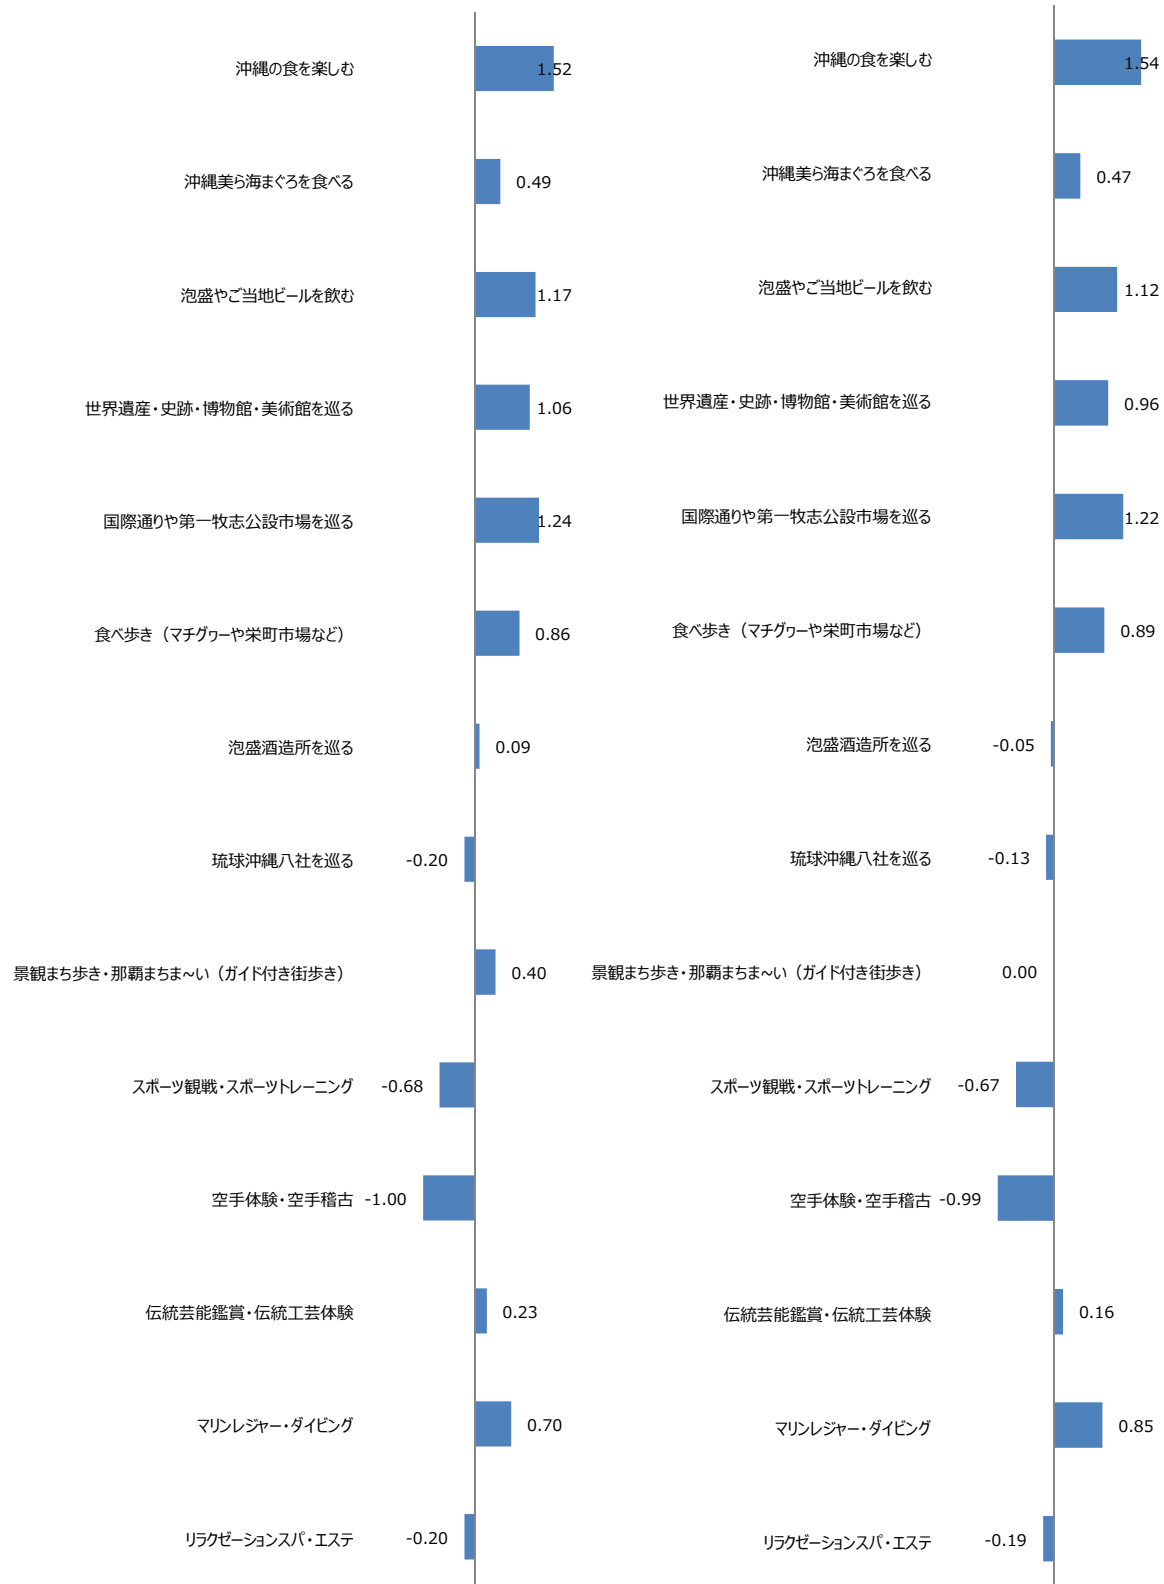 沖縄の食を楽しむ 1.52
沖縄美ら海まぐろを食べる 0.49
泡盛やご当地ビールを飲む 1.17
世界遺産・史跡・博物館・美術館を巡る 1.06
国際通りや第一牧志公設市場を巡る 1.24
食べ歩き（マチグヮーや栄町市場など） 0.86
泡盛酒造所を巡る 0.09
琉球沖縄八社を巡る -0.20
景観まち歩き・那覇まちま~い（ガイド付き街歩き） 0.40
スポーツ観戦・スポーツトレーニング -0.68
空手体験・空手稽古 -1.00
伝統芸能鑑賞・伝統工芸体験 0.23
マリンレジャー・ダイビング 0.70
リラクゼーションスパ・エステ -0.20
沖縄の食を楽しむ 1.54
沖縄美ら海まぐろを食べる 0.47
泡盛やご当地ビールを飲む 1.12
世界遺産・史跡・博物館・美術館を巡る 0.96
国際通りや第一牧志公設市場を巡る 1.22
食べ歩き（マチグヮーや栄町市場など） 0.89
泡盛酒造所を巡る -0.05
琉球沖縄八社を巡る -0.13
景観まち歩き・那覇まちま~い（ガイド付き街歩き） 0.00
スポーツ観戦・スポーツトレーニング -0.67
空手体験・空手稽古 -0.99
伝統芸能鑑賞・伝統工芸体験 0.16
マリンレジャー・ダイビング 0.85
リラクゼーションスパ・エステ -0.19